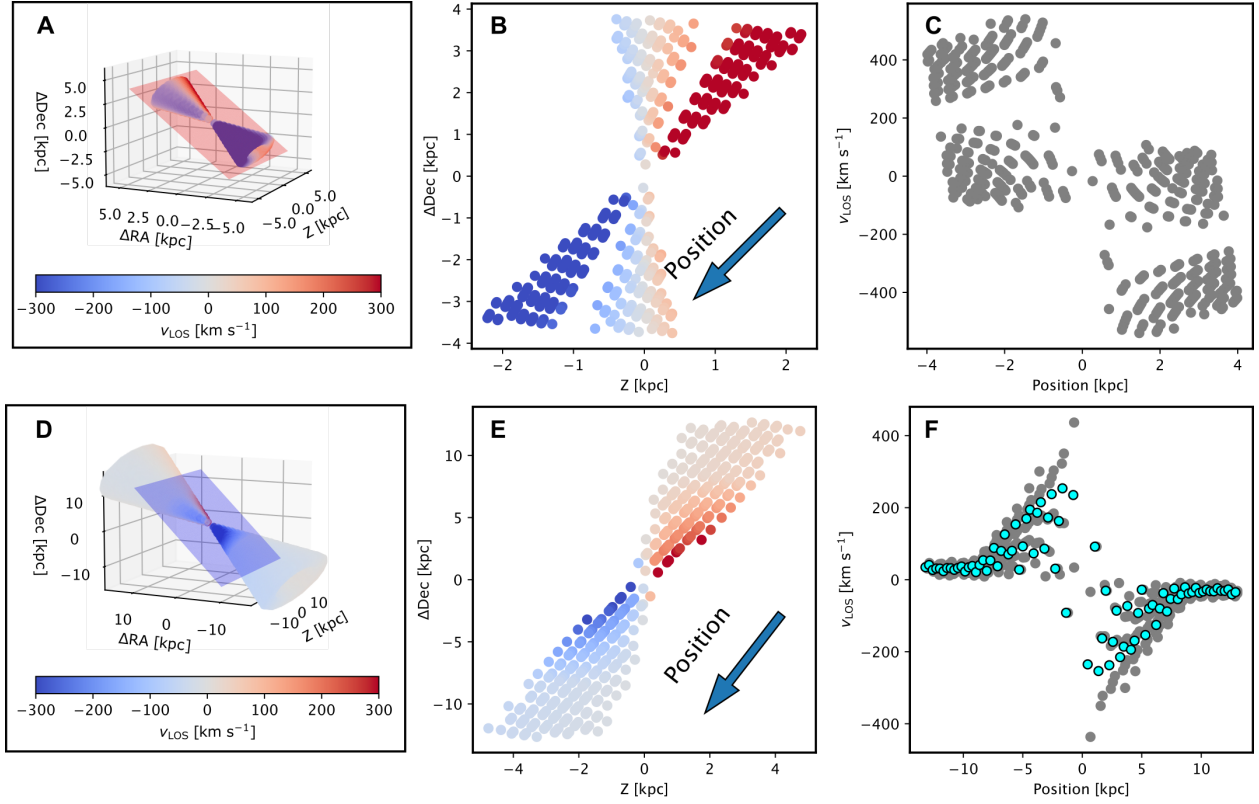 A
5.0
2.5
0.0
−2.5
−5.0
ΔDec [kpc]
5.0 2.5 0.0−2.5−5.0
ΔRA [kpc]
5.0
0.0
−5.0
Z [kpc]
−300 −200 −100 0 100 200 300
vLOS [km s−1]
B
4
3
2
1
0
−1
−2
−3
−4
ΔDec [kpc]
Position
−2 −1 0 1 2
Z [kpc]
C
400
200
0
−200
−400
vLOS [km s−1]
−4 −2 0 2 4
Position [kpc]
D
10
0
−10
ΔDec [kpc]
10 0 −10
ΔRA [kpc]
10
0
−10
Z [kpc]
−300 −200 −100 0 100 200 300
vLOS [km s−1]
E
10
5
0
−5
−10
ΔDec [kpc]
Position
−4 −2 0 2 4
Z [kpc]
F
400
200
0
−200
−400
vLOS [km s−1]
−10 −5 0 5 10
Position [kpc]